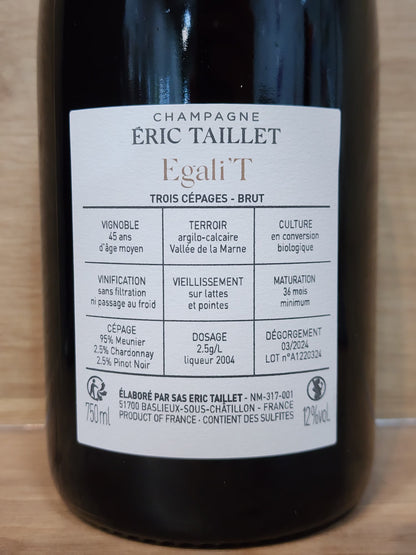 CHAMPAGNE
ÉRIC TAILLET
Egali'T
TROIS CÉPAGES - BRUT
VIGNOBLE
45 ans
d'âge moyen
TERROIR
argilo-calcaire
Vallée de la Marne
CULTURE
en conversion
biologique
VINIFICATION
sans filtration
ni passage au froid
VIEILLISSEMENT
sur lattes
et pointes
MATURATION
36 mois
minimum
CÉPAGE
95% Meunier
2.5% Chardonnay
2.5% Pinot Noir
DOSAGE
2.5g/L
liqueur 2004
DÉGORGEMENT
03/2024
LOT n°A1220324
ÉLABORÉ PAR SAS ERIC TAILLET - NM-317-001
51700 BASLIEUX-SOUS-CHÂTILLON - FRANCE
PRODUCT OF FRANCE - CONTIENT DES SULFITES
750ml
12%vol.